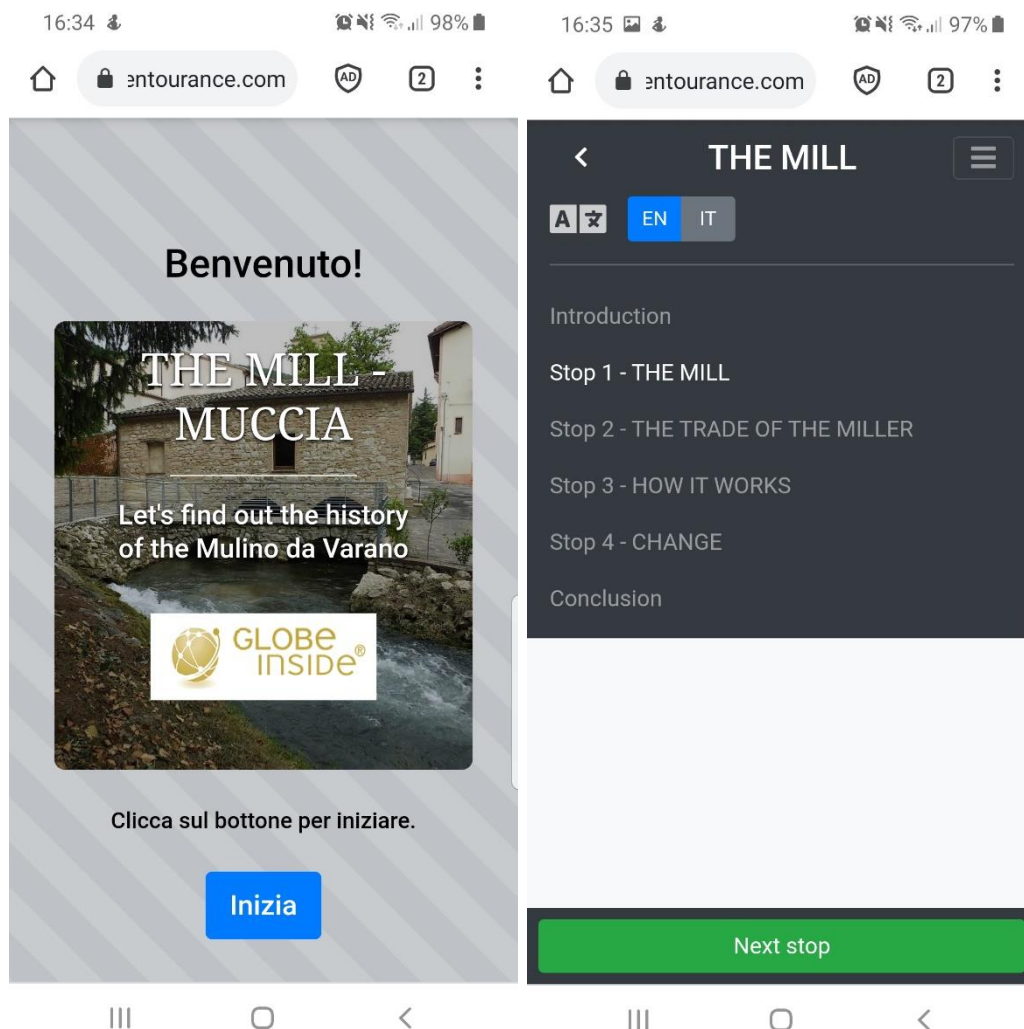 16:34 98%
entourance.com AD 2
Benvenuto!
THE MILL -
MUCCIA
Let's find out the history
of the Mulino da Varano
GLOBE
INSIDE®
Clicca sul bottone per iniziare.
Inizia
16:35 97%
entourance.com AD 2
THE MILL
A 文 EN IT
Introduction
Stop 1 - THE MILL
Stop 2 - THE TRADE OF THE MILLER
Stop 3 - HOW IT WORKS
Stop 4 - CHANGE
Conclusion
Next stop